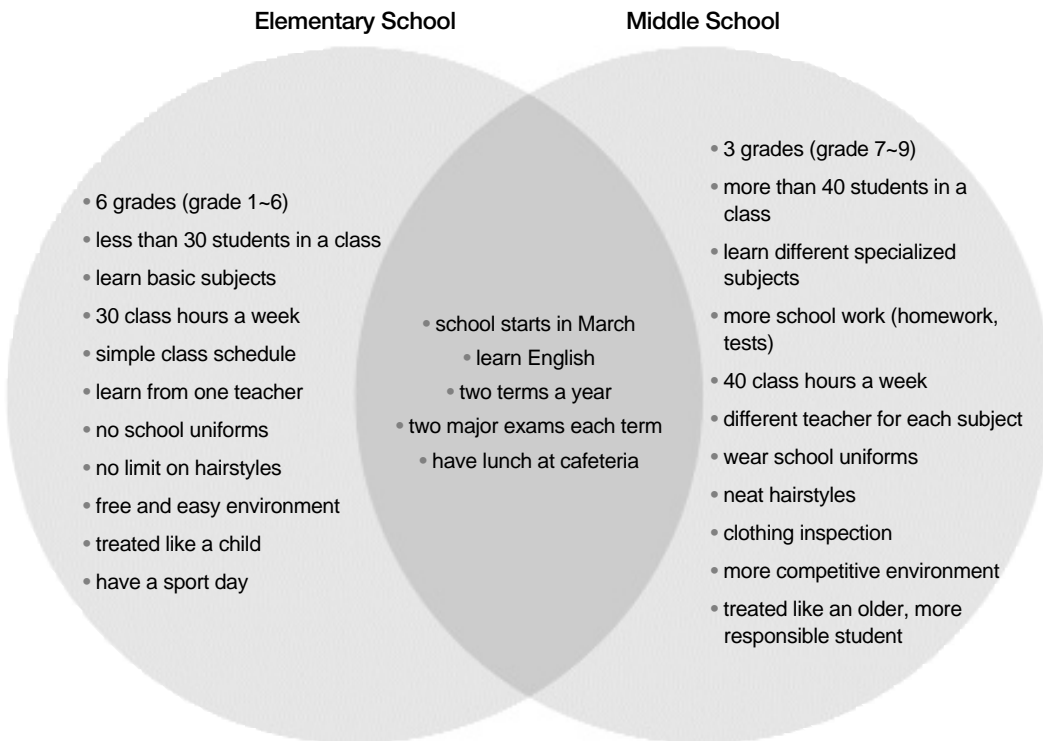 Elementary School
Middle School
• 6 grades (grade 1~6)
• less than 30 students in a class
• learn basic subjects
• 30 class hours a week
• simple class schedule
• learn from one teacher
• no school uniforms
• no limit on hairstyles
• free and easy environment
• treated like a child
• have a sport day
• school starts in March
• learn English
• two terms a year
• two major exams each term
• have lunch at cafeteria
• 3 grades (grade 7~9)
• more than 40 students in a
class
• learn different specialized
subjects
• more school work (homework,
tests)
• 40 class hours a week
• different teacher for each subject
• wear school uniforms
• neat hairstyles
• clothing inspection
• more competitive environment
• treated like an older, more
responsible student